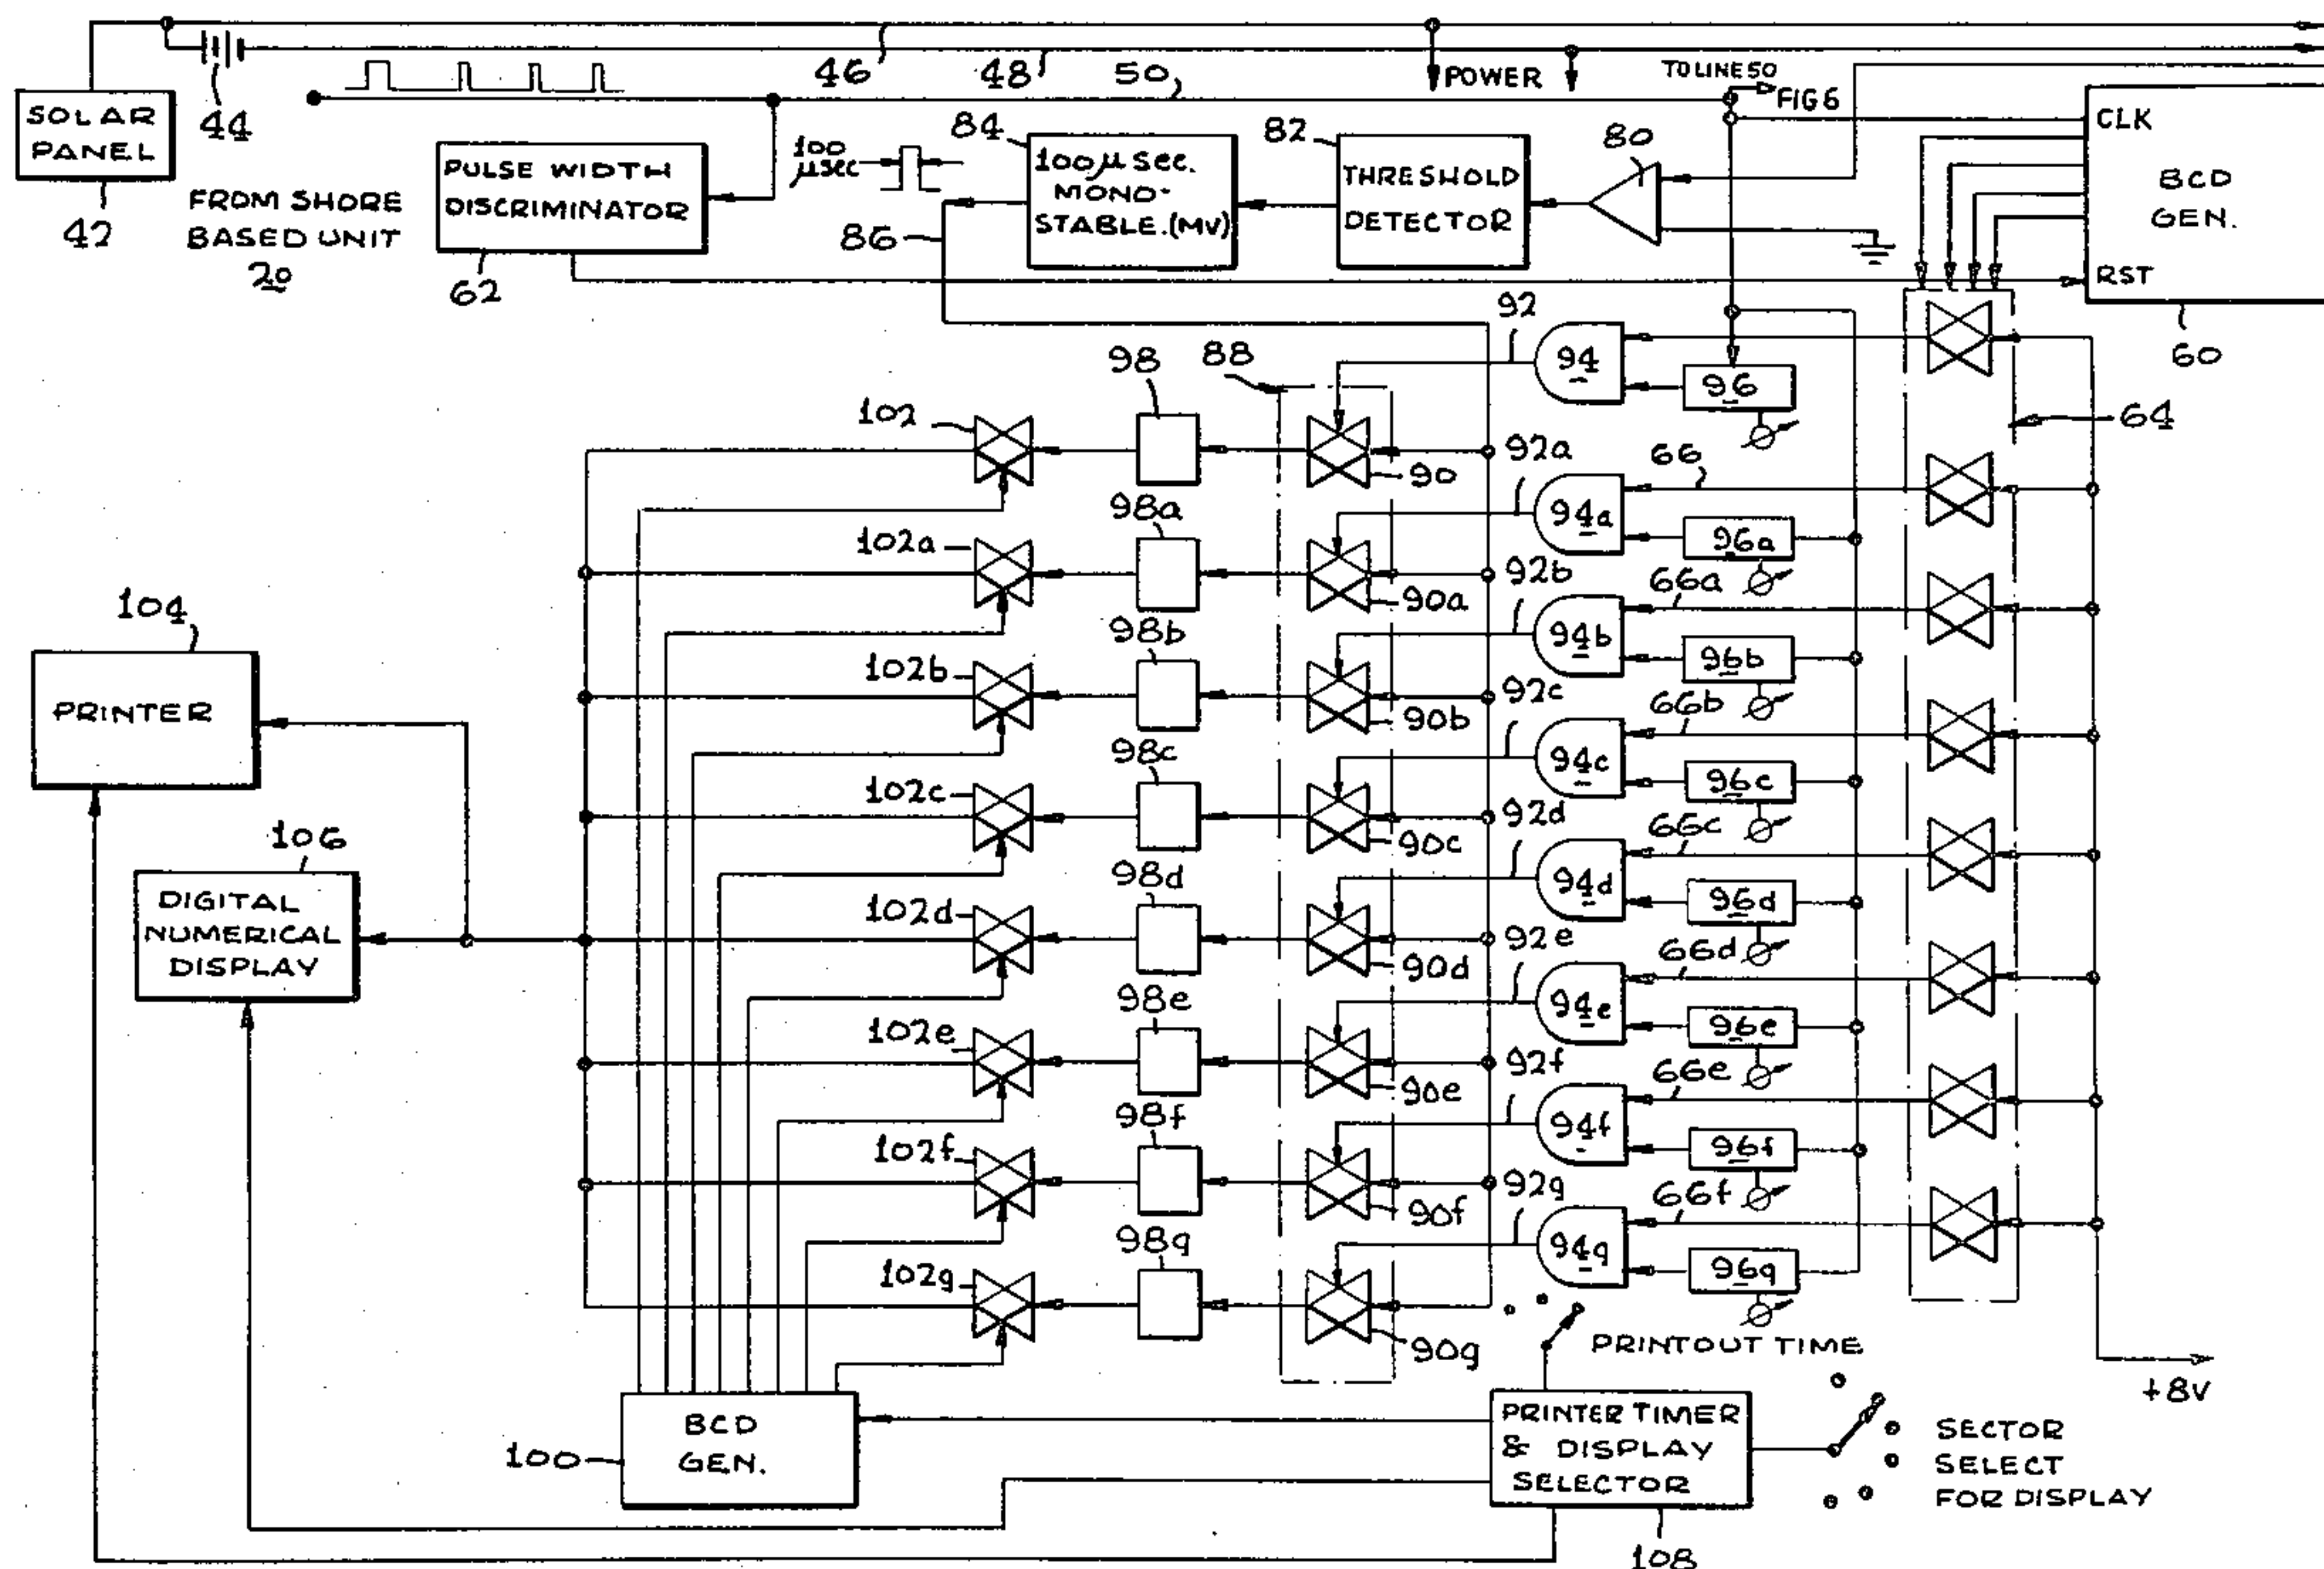 46
48
50
POWER
TO LINE 50
FIG 6
SOLAR
PANEL
42
44
FROM SHORE
BASED UNIT
20
PULSE WIDTH
DISCRIMINATOR
62
100
μSEC
86
84
100 μ SEC.
MONO-
STABLE.(MV)
82
THRESHOLD
DETECTOR
80
CLK
BCD
GEN.
RST
60
64
88
92
94
96
98
102
90
92a
66
94a
96a
98a
102a
90a
92b
66a
94b
96b
98b
102b
90b
92c
66b
94c
96c
98c
102c
90c
92d
66c
94d
96d
98d
102d
90d
92e
66d
94e
96e
98e
102e
90e
92f
66e
94f
96f
98f
102f
90f
92g
66f
94g
96g
98g
102g
90g
104
PRINTER
106
DIGITAL
NUMERICAL
DISPLAY
100
BCD
GEN.
PRINTOUT TIME
+8V
PRINTER TIMER
& DISPLAY
SELECTOR
108
SECTOR
SELECT
FOR DISPLAY